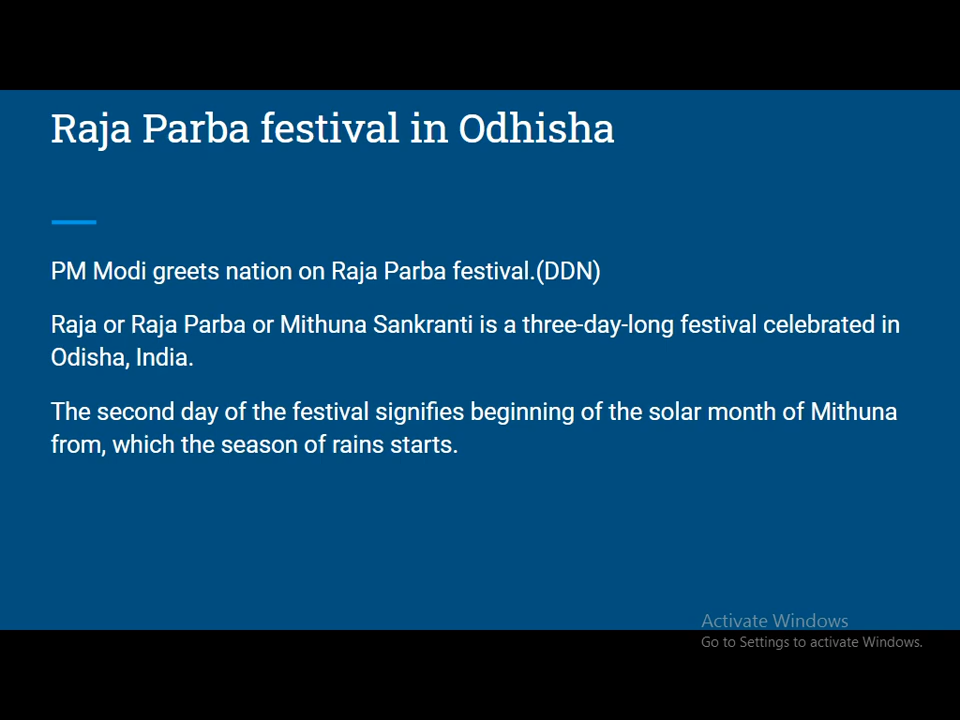 Raja Parba festival in Odhisha
PM Modi greets nation on Raja Parba festival.(DDN)
Raja or Raja Parba or Mithuna Sankranti is a three-day-long festival celebrated in
Odisha, India.
The second day of the festival signifies beginning of the solar month of Mithuna
from, which the season of rains starts.
Activate Windows
Go to Settings to activate Windows.